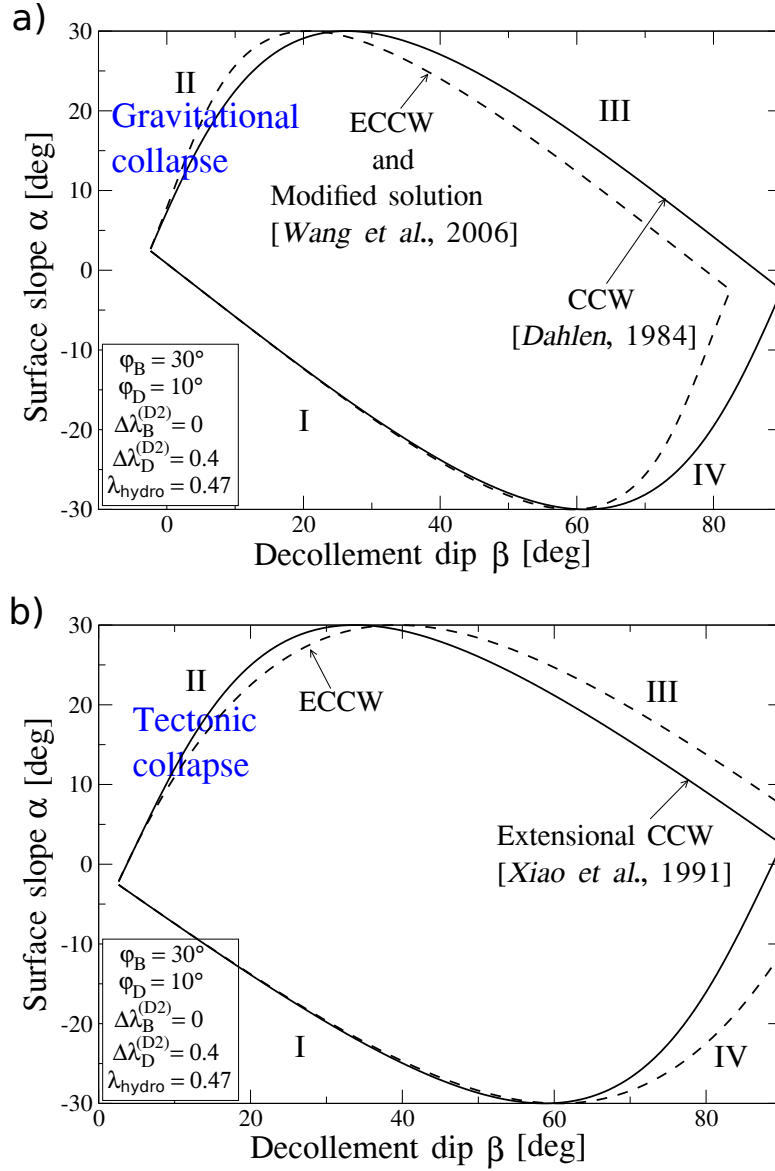 a)
30
20
10
0
-10
-20
-30
Surface slope α [deg]
II
Gravitational
collapse
ECCW
and
Modified solution
[Wang et al., 2006]
III
CCW
[Dahlen, 1984]
φB = 30°
φD = 10°
ΔλB(D2) = 0
ΔλD(D2) = 0.4
λhydro = 0.47
I
IV
0 20 40 60 80
Decollement dip β [deg]
b)
30
20
10
0
-10
-20
-30
Surface slope α [deg]
II
Tectonic
collapse
ECCW
III
Extensional CCW
[Xiao et al., 1991]
φB = 30°
φD = 10°
ΔλB(D2) = 0
ΔλD(D2) = 0.4
λhydro = 0.47
I
IV
0 20 40 60 80
Decollement dip β [deg]